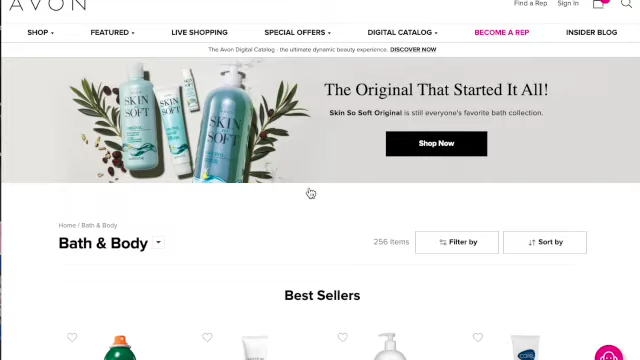 AVON
Find a Rep Sign In
SHOP FEATURED LIVE SHOPPING SPECIAL OFFERS DIGITAL CATALOG BECOME A REP INSIDER BLOG
The Avon Digital Catalog - the ultimate dynamic beauty experience. DISCOVER NOW
SKIN SO SOFT
SKIN SO SOFT
SKIN SO SOFT
The Original That Started It All!
Skin So Soft Original is still everyone's favorite bath collection.
Shop Now
Home / Bath & Body
Bath & Body
256 Items
Filter by
Sort by
Best Sellers
care